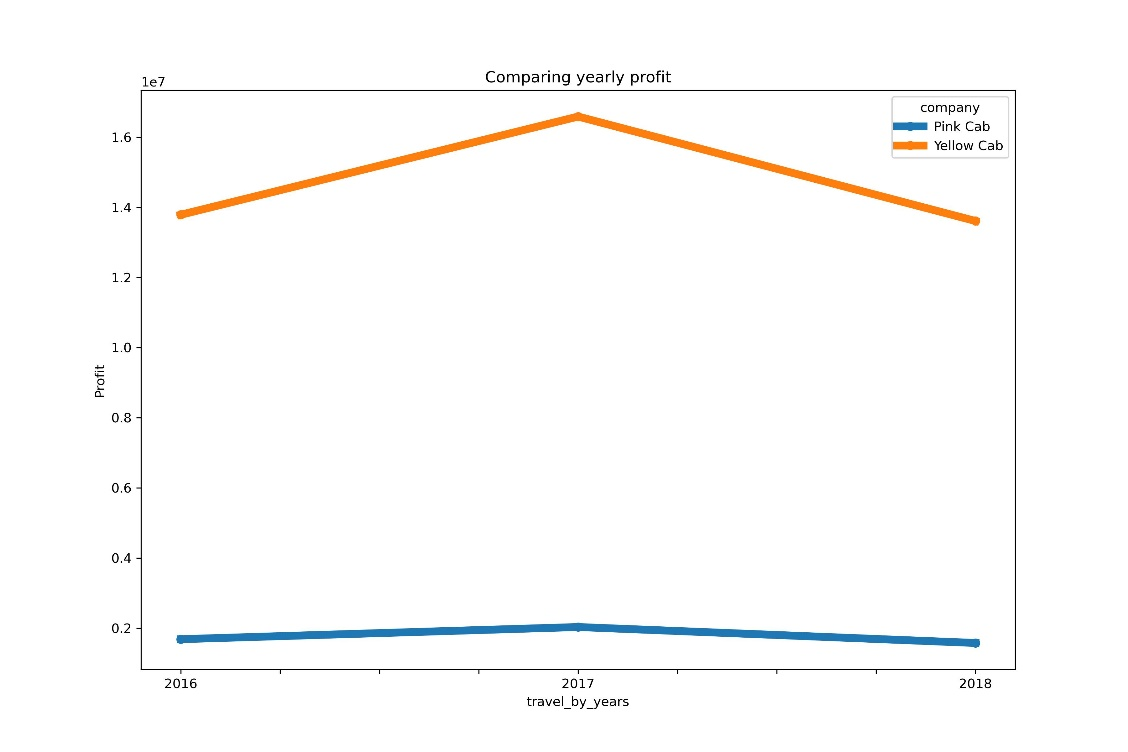 Comparing yearly profit
1e7
company
Pink Cab
Yellow Cab
1.6
1.4
1.2
1.0
0.8
0.6
0.4
0.2
Profit
2016 2017 2018
travel_by_years